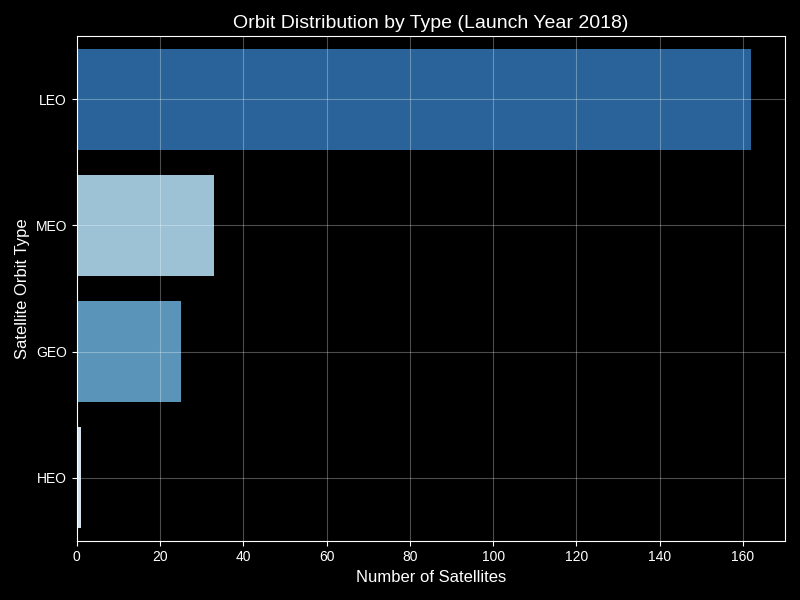 Orbit Distribution by Type (Launch Year 2018)
Satellite Orbit Type
LEO
MEO
GEO
HEO
0 20 40 60 80 100 120 140 160
Number of Satellites